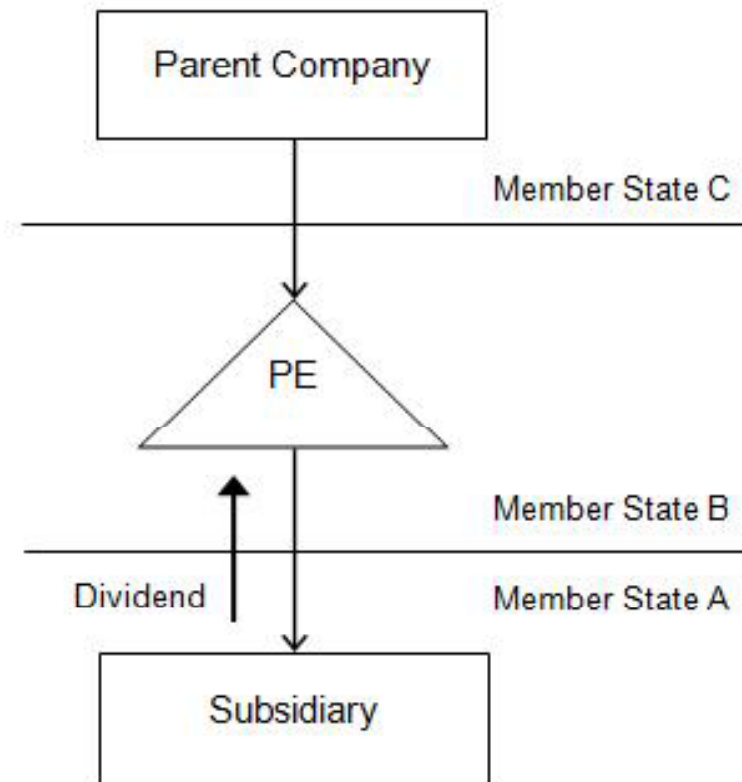 Parent Company
Member State C
PE
Member State B
Dividend
Member State A
Subsidiary